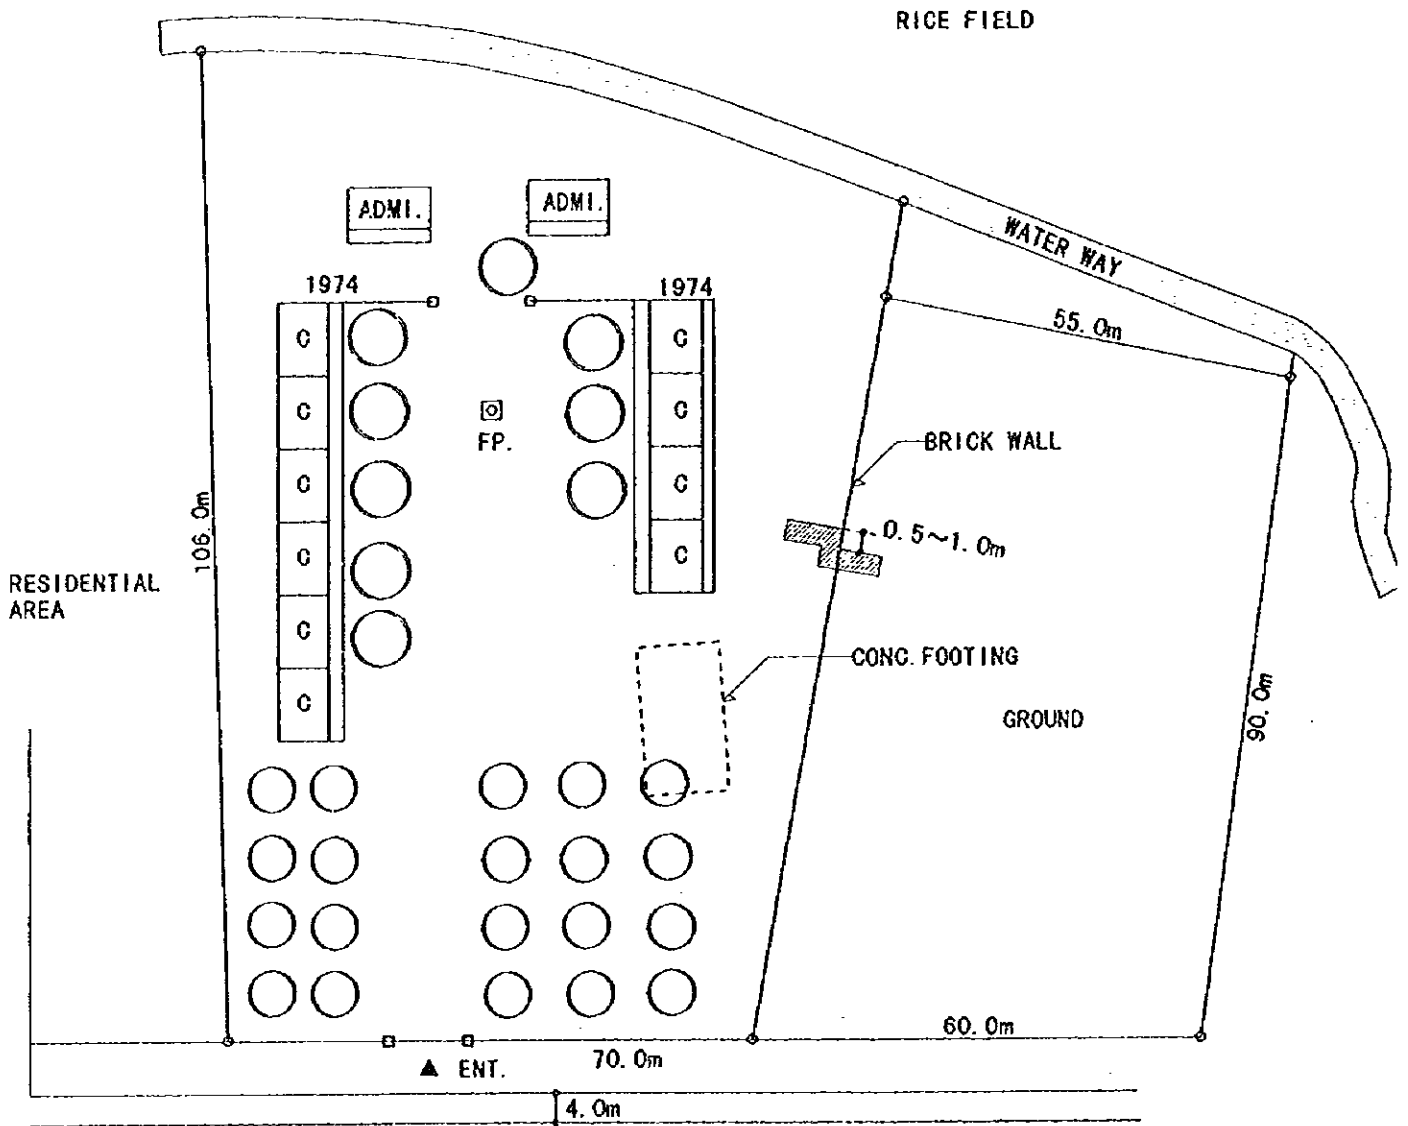 RICE FIELD
ADMI.
ADMI.
WATER WAY
1974
1974
55.0m
C
C
C
C
C
C
C
C
C
C
FP.
BRICK WALL
106.0m
0.5~1.0m
RESIDENTIAL
AREA
CONC. FOOTING
GROUND
90.0m
60.0m
70.0m
▲ ENT.
4.0m